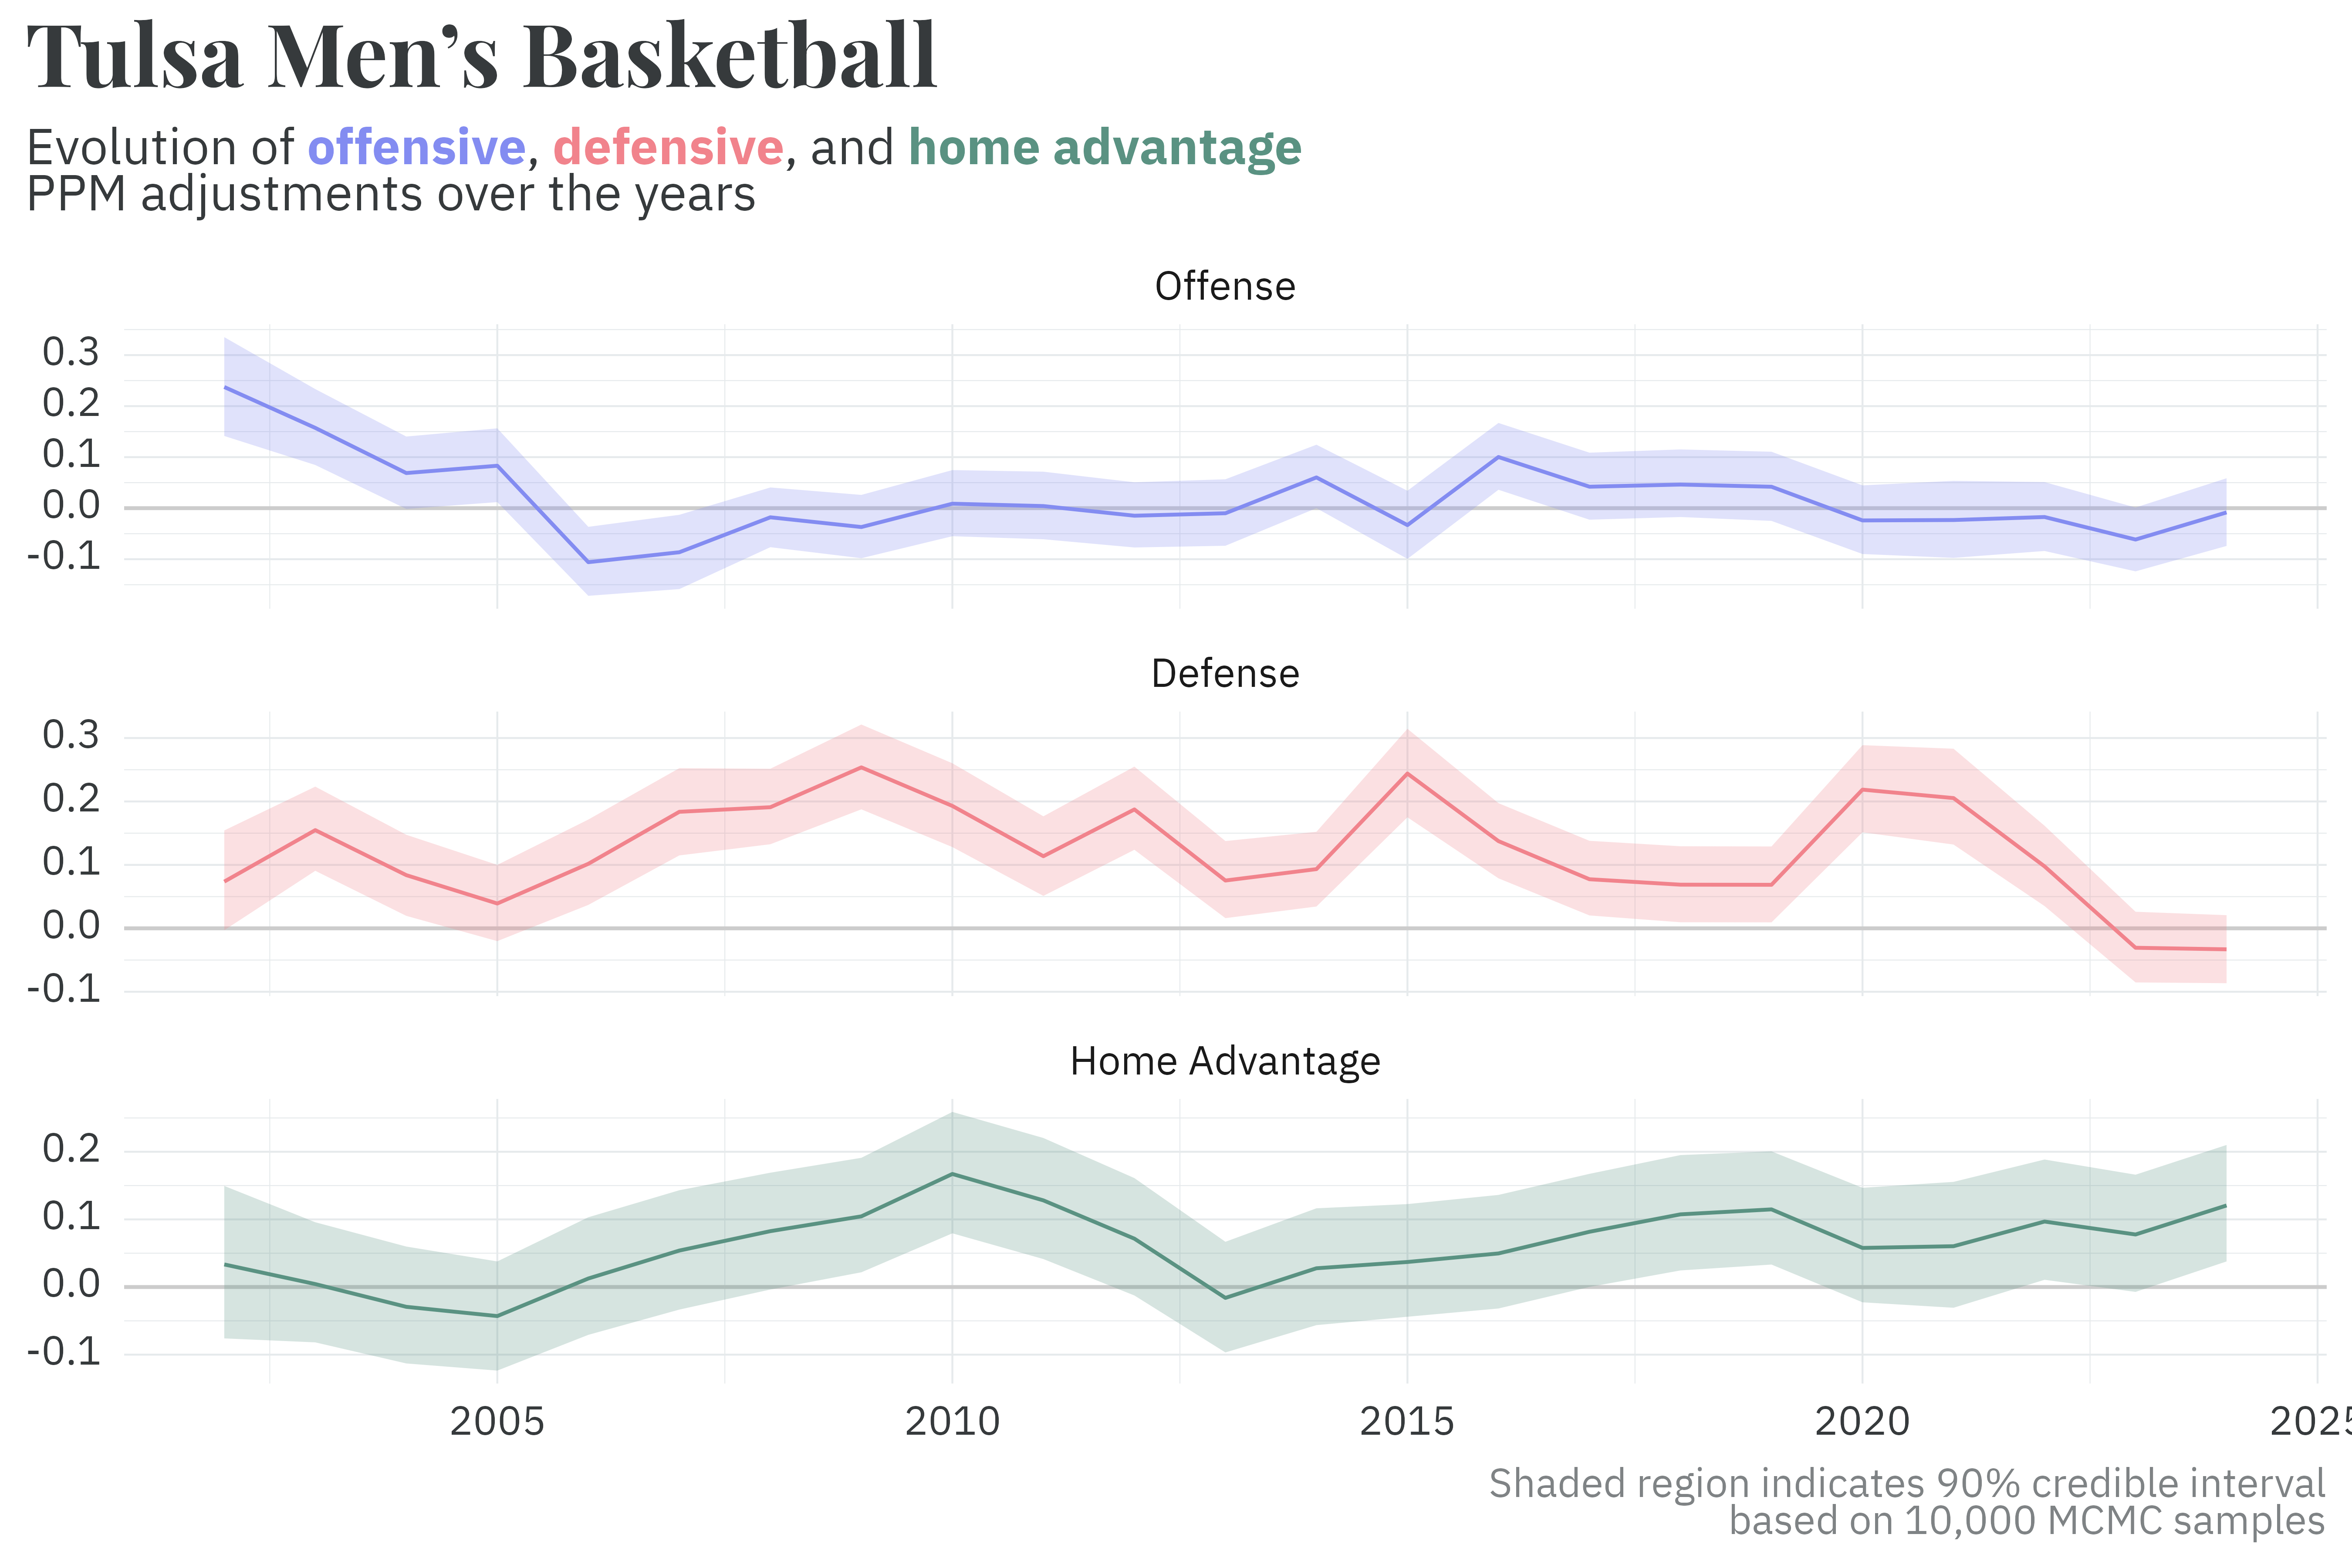 Tulsa Men’s Basketball
Evolution of offensive, defensive, and home advantage
PPM adjustments over the years
Offense
0.3
0.2
0.1
0.0
-0.1
Defense
0.3
0.2
0.1
0.0
-0.1
Home Advantage
0.2
0.1
0.0
-0.1
2005 2010 2015 2020 2025
Shaded region indicates 90% credible interval
based on 10,000 MCMC samples